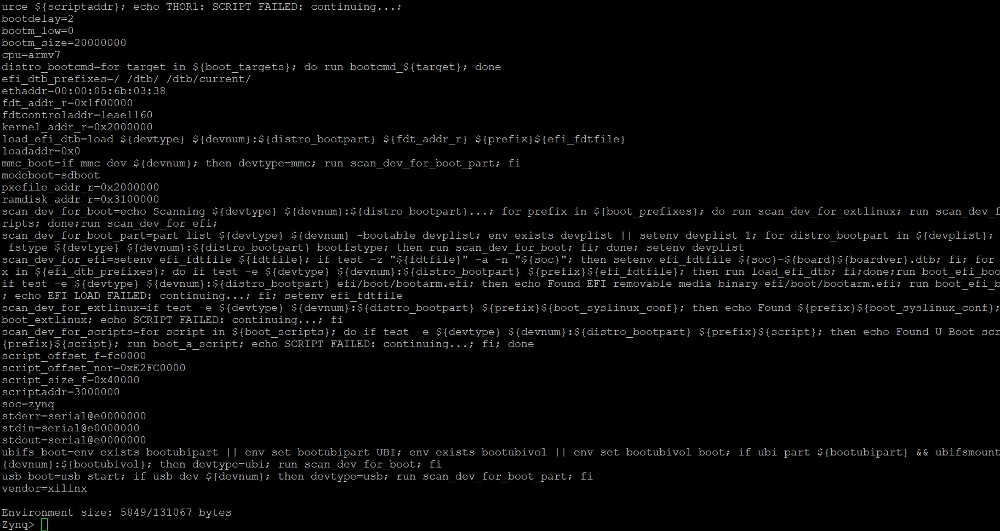 urce ${scriptaddr}; echo THOR1: SCRIPT FAILED: continuing...;
bootdelay=2
bootm_low=0
bootm_size=20000000
cpu=armv7
distro_bootcmd=for target in ${boot_targets}; do run bootcmd_${target}; done
efi_dtb_prefixes=/ /dtb/ /dtb/current/
ethaddr=00:00:05:6b:03:38
fdt_addr_r=0x1f00000
fdtcontroladdr=1eae1160
kernel_addr_r=0x2000000
load_efi_dtb=load ${devtype} ${devnum}:${distro_bootpart} ${fdt_addr_r} ${prefix}${efi_fdtfile}
loadaddr=0x0
mmc_boot=if mmc dev ${devnum}; then devtype=mmc; run scan_dev_for_boot_part; fi
modeboot=sdboot
pxefile_addr_r=0x2000000
ramdisk_addr_r=0x3100000
scan_dev_for_boot=echo Scanning ${devtype} ${devnum}:${distro_bootpart}...; for prefix in ${boot_prefixes}; do run scan_dev_for_extlinux; run scan_dev_f
ripts; done;run scan_dev_for_efi;
scan_dev_for_boot_part=part list ${devtype} ${devnum} -bootable devplist; env exists devplist || setenv devplist 1; for distro_bootpart in ${devplist};
fstype ${devtype} ${devnum}:${distro_bootpart} bootfstype; then run scan_dev_for_boot; fi; done; setenv devplist
scan_dev_for_efi=setenv efi_fdtfile ${fdtfile}; if test -z "${fdtfile}" -a -n "${soc}"; then setenv efi_fdtfile ${soc}-${board}${boardver}.dtb; fi; for
x in ${efi_dtb_prefixes}; do if test -e ${devtype} ${devnum}:${distro_bootpart} ${prefix}${efi_fdtfile}; then run load_efi_dtb; fi;done;run boot_efi_boo
if test -e ${devtype} ${devnum}:${distro_bootpart} efi/boot/bootarm.efi; then echo Found EFI removable media binary efi/boot/bootarm.efi; run boot_efi_b
; echo EFI LOAD FAILED: continuing...; fi; setenv efi_fdtfile
scan_dev_for_extlinux=if test -e ${devtype} ${devnum}:${distro_bootpart} ${prefix}${boot_syslinux_conf}; then echo Found ${prefix}${boot_syslinux_conf};
boot_extlinux; echo SCRIPT FAILED: continuing...; fi
scan_dev_for_scripts=for script in ${boot_scripts}; do if test -e ${devtype} ${devnum}:${distro_bootpart} ${prefix}${script}; then echo Found U-Boot scr
{prefix}${script}; run boot_a_script; echo SCRIPT FAILED: continuing...; fi; done
script_offset_f=fc0000
script_offset_nor=0xE2FC0000
script_size_f=0x40000
scriptaddr=3000000
soc=zynq
stderr=serial@e0000000
stdin=serial@e0000000
stdout=serial@e0000000
ubifs_boot=env exists bootubipart || env set bootubipart UBI; env exists bootubivol || env set bootubivol boot; if ubi part ${bootubipart} && ubifsmount
{devnum}:${bootubivol}; then devtype=ubi; run scan_dev_for_boot; fi
usb_boot=usb start; if usb dev ${devnum}; then devtype=usb; run scan_dev_for_boot_part; fi
vendor=xilinx
Environment size: 5849/131067 bytes
Zynq>